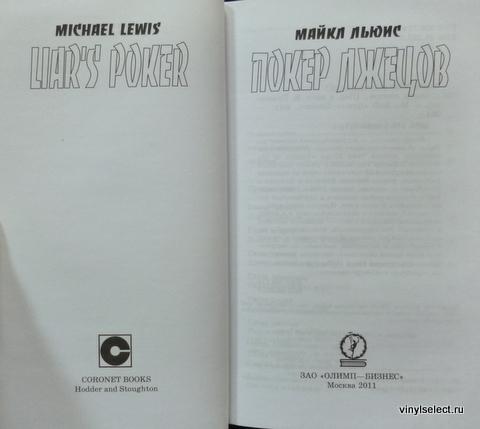 MICHAEL LEWIS
LIAR'S POKER
CORONET BOOKS
Hodder and Stoughton
МАЙКЛ ЛЬЮИС
ПОКЕР ЛЖЕЦОВ
ЗАО «ОЛИМП—БИЗНЕС»
Москва 2011
vinylselect.ru